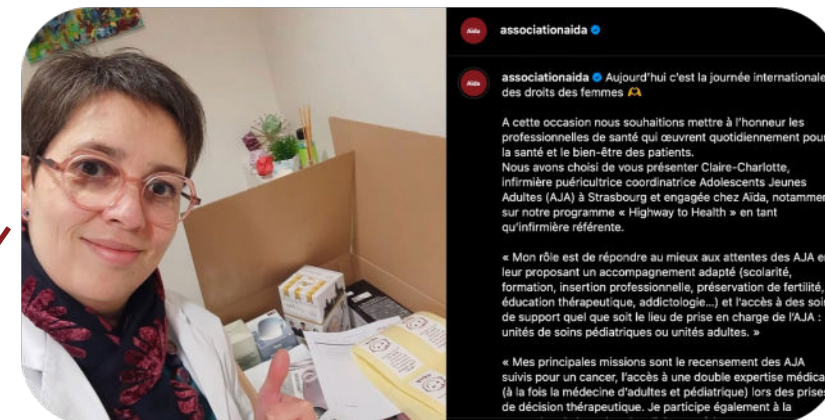 associationaida
Aïda
associationaida Aujourd'hui c'est la journée internationale
des droits des femmes
A cette occasion nous souhaitions mettre à l'honneur les
professionnelles de santé qui œuvrent quotidiennement pour
la santé et le bien-être des patients.
Nous avons choisi de vous présenter Claire-Charlotte,
infirmière puéricultrice coordinatrice Adolescents Jeunes
Adultes (AJA) à Strasbourg et engagée chez Aïda,
sur notre programme « Highway to Health » en tant
qu'infirmière référente.
« Mon rôle est de répondre au mieux aux attentes des AJA
leur proposant un accompagnement adapté (scolarité,
formation, insertion professionnelle, préservation de fertilité,
éducation thérapeutique, addictologie...) et l'accès à des
de support quel que soit le lieu de prise en charge de l'AJA :
unités de soins pédiatriques ou unités adultes. »
« Mes principales missions sont le recensement des AJA
suivis pour un cancer, l'accès à une double expertise
(à la fois la médecine d'adultes et pédiatrique) lors des prises
de décision thérapeutique. Je participe également à la